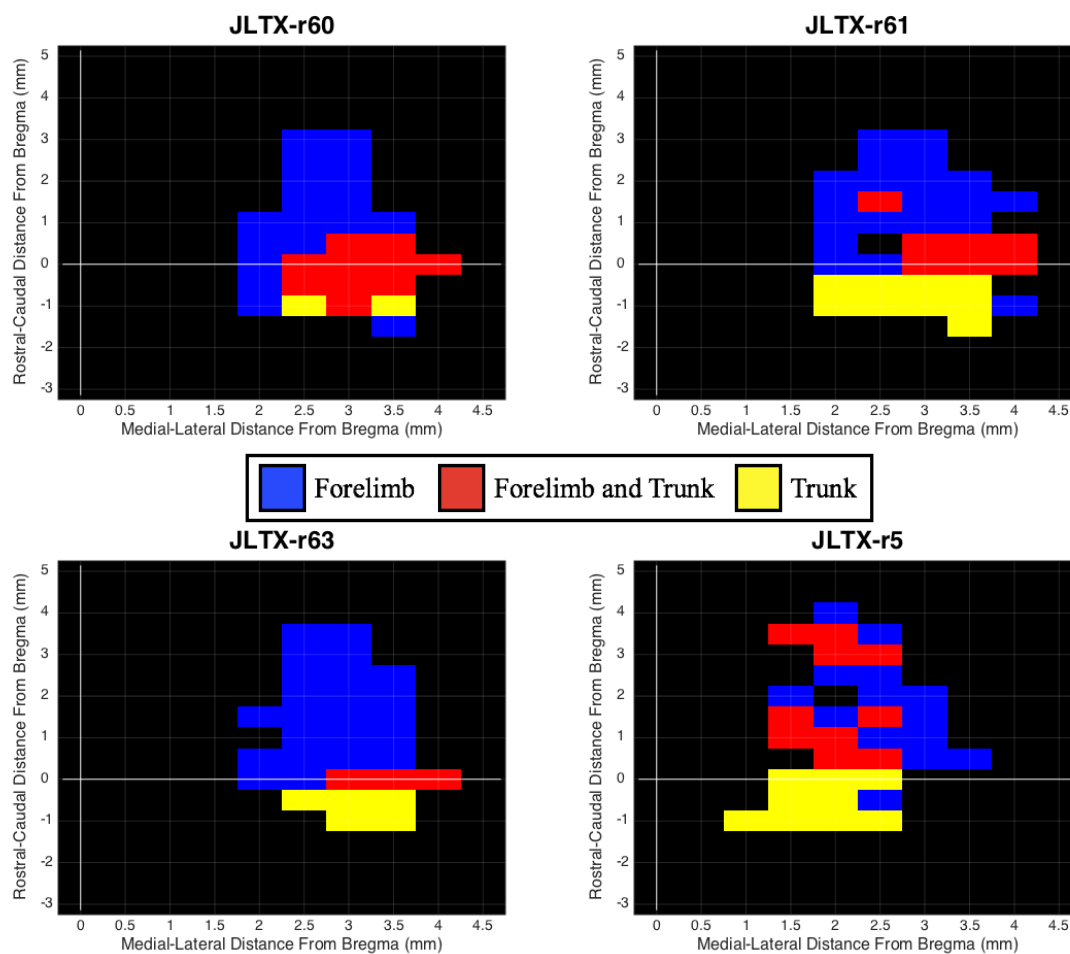 JLTX-r60
JLTX-r61
Rostral-Caudal Distance From Bregma (mm)
5
4
3
2
1
0
-1
-2
-3
0 0.5 1 1.5 2 2.5 3 3.5 4 4.5
Medial-Lateral Distance From Bregma (mm)
Rostral-Caudal Distance From Bregma (mm)
5
4
3
2
1
0
-1
-2
-3
0 0.5 1 1.5 2 2.5 3 3.5 4 4.5
Medial-Lateral Distance From Bregma (mm)
Forelimb Forelimb and Trunk Trunk
JLTX-r63
JLTX-r5
Rostral-Caudal Distance From Bregma (mm)
5
4
3
2
1
0
-1
-2
-3
0 0.5 1 1.5 2 2.5 3 3.5 4 4.5
Medial-Lateral Distance From Bregma (mm)
Rostral-Caudal Distance From Bregma (mm)
5
4
3
2
1
0
-1
-2
-3
0 0.5 1 1.5 2 2.5 3 3.5 4 4.5
Medial-Lateral Distance From Bregma (mm)